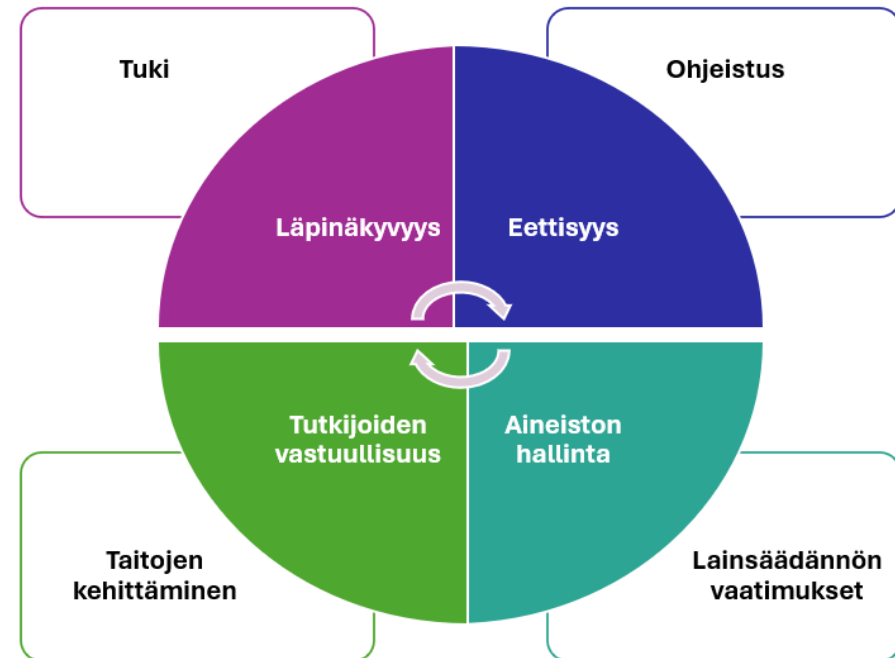 Tuki
Ohjeistus
Läpinäkyvyys
Eettisyys
Tutkijoiden
vastuullisuus
Aineiston
hallinta
Taitojen
kehittäminen
Lainsäädännön
vaatimukset